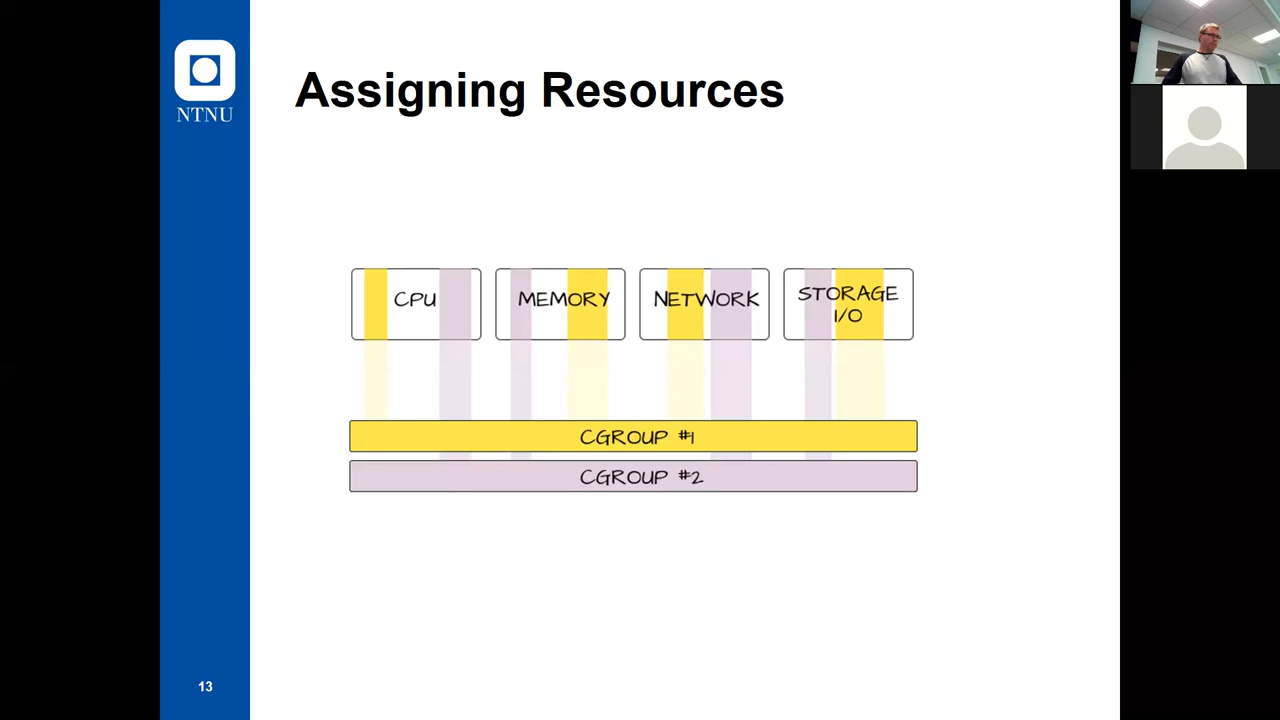 NTNU
Assigning Resources
CPU
MEMORY
NETWORK
STORAGE
I/O
CGROUP #1
CGROUP #2
13